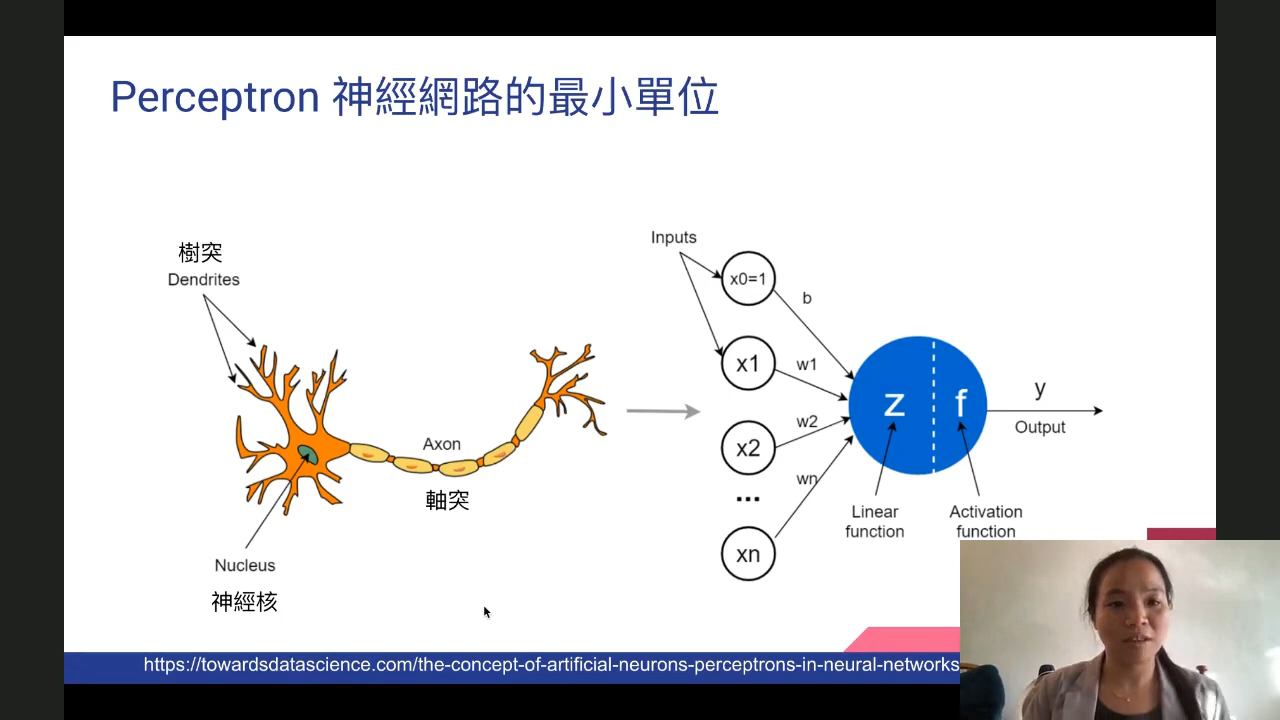 Perceptron 神經網路的最小單位
樹突
Dendrites
Axon
軸突
Nucleus
神經核
Inputs
x0=1
x1
x2
...
xn
b
w1
w2
wn
z
f
y
Output
Linear
function
Activation
function
https://towardsdatascience.com/the-concept-of-artificial-neurons-perceptrons-in-neural-networks